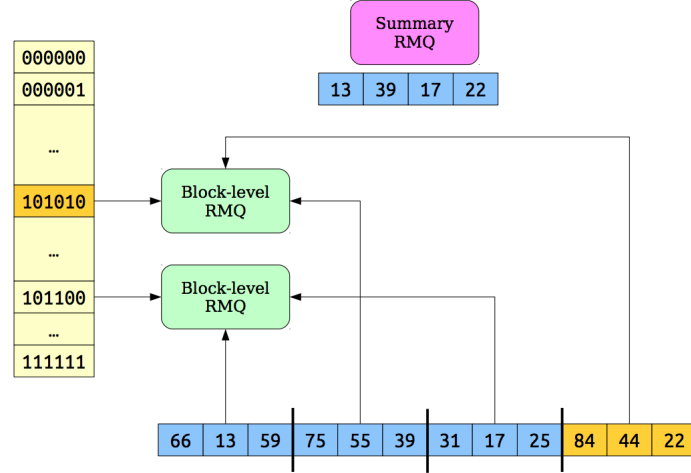 Summary
RMQ
13 39 17 22
000000
000001
...
101010
...
101100
...
111111
Block-level
RMQ
Block-level
RMQ
66 13 59 75 55 39 31 17 25 84 44 22